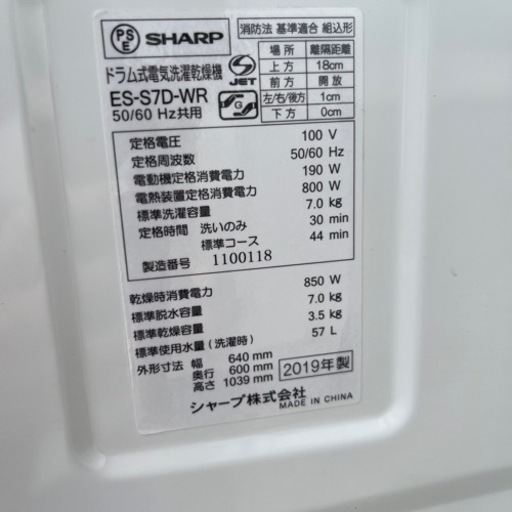 PS
E
SHARP
ドラム式電気洗濯乾燥機
ES-S7D-WR
50/60 Hz共用
S
JET
G
消防法 基準適合 組込形
場所 離隔距離
上方 18cm
前方 開放
左/右/後方 1cm
下方 0cm
定格電圧 100 V
定格周波数 50/60 Hz
電動機定格消費電力 190 W
電熱装置定格消費電力 800 W
標準洗濯容量 7.0 kg
定格時間 洗いのみ 30 min
標準コース 44 min
製造番号 1100118
乾燥時消費電力 850 W
標準脱水容量 7.0 kg
標準乾燥容量 3.5 kg
標準使用水量(洗濯時) 57 L
外形寸法 幅 640 mm
奥行 600 mm
高さ 1039 mm
2019年製
シャープ株式会社
MADE IN CHINA